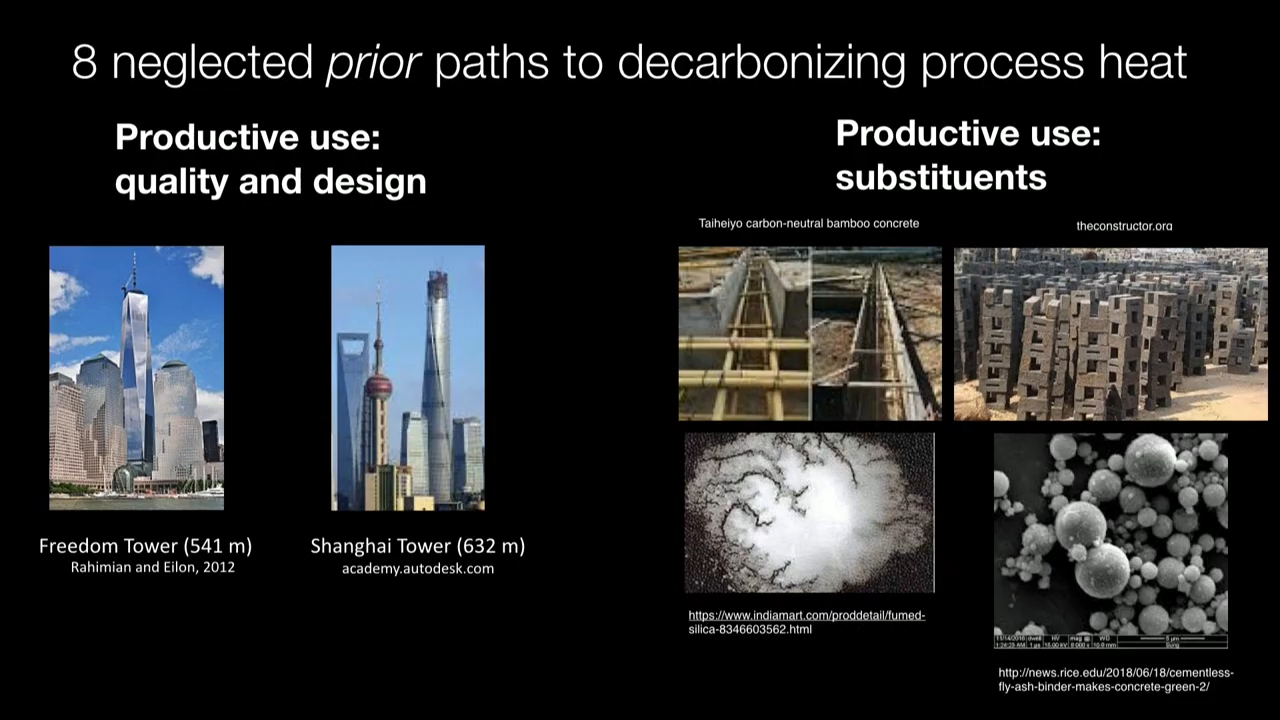 8 neglected prior paths to decarbonizing process heat
Productive use:
quality and design
Productive use:
substituents
Taiheiyo carbon-neutral bamboo concrete
theconstructor.org
Freedom Tower (541 m)
Rahimian and Eilon, 2012
Shanghai Tower (632 m)
academy.autodesk.com
https://www.indiamart.com/proddetail/fumed-
silica-8346603562.html
http://news.rice.edu/2018/06/18/cementless-
fly-ash-binder-makes-concrete-green-2/